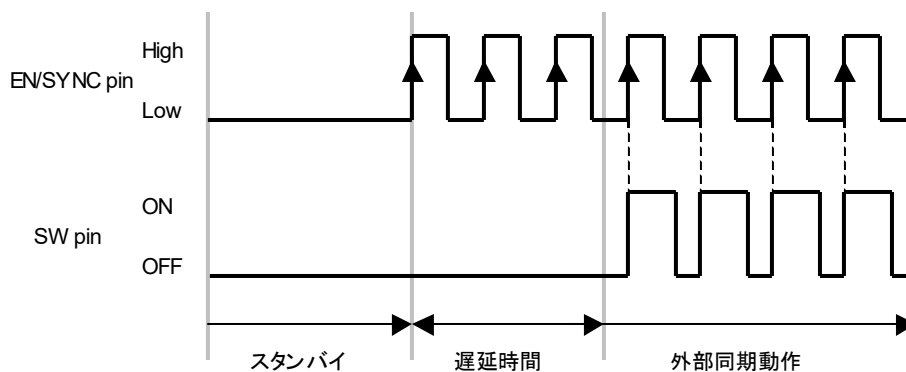 High
EN/SYNC pin
Low
ON
SW pin
OFF
スタンバイ
遅延時間
外部同期動作